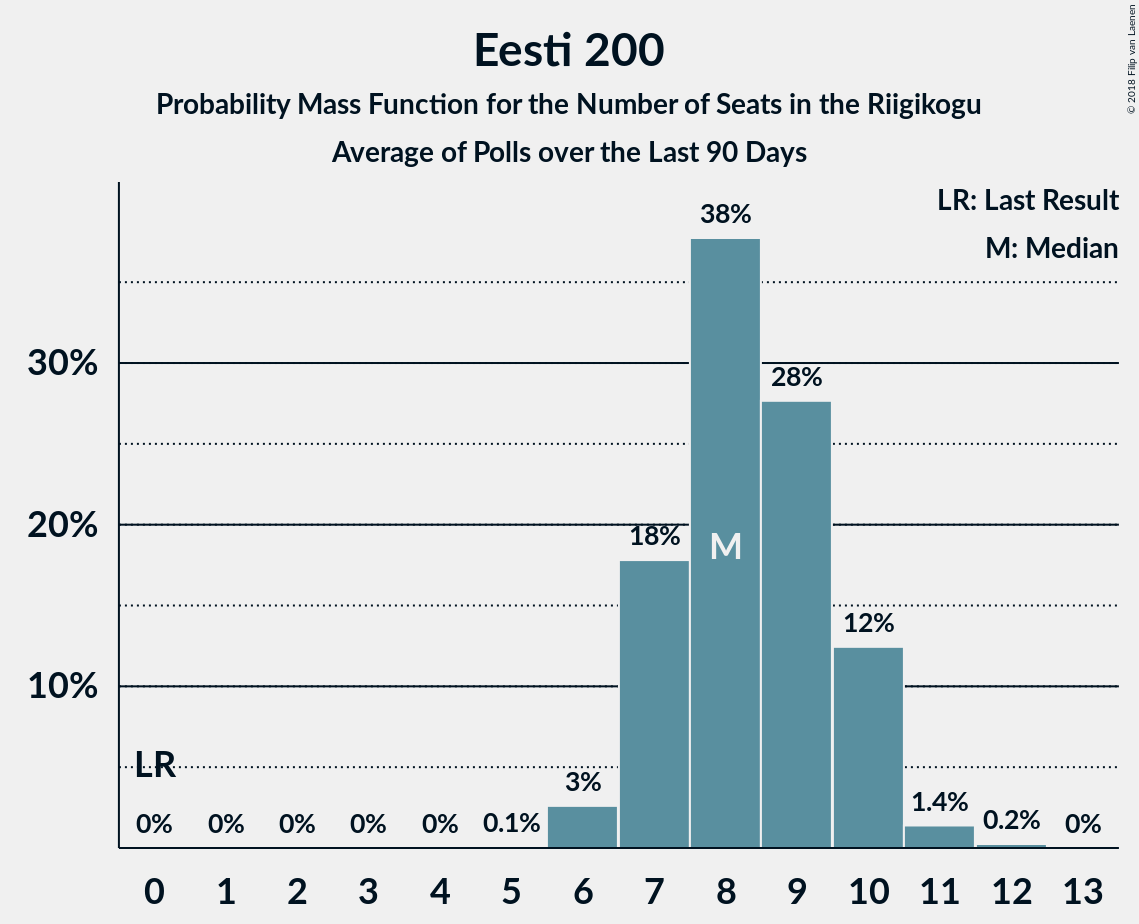 Eesti 200
Probability Mass Function for the Number of Seats in the Riigikogu
Average of Polls over the Last 90 Days
© 2018 Filip van Laenen
LR: Last Result
M: Median
38%
30%
28%
20%
18%
M
12%
10%
LR
3%
1.4%
0% 0% 0% 0% 0% 0.1% 0.2% 0%
0 1 2 3 4 5 6 7 8 9 10 11 12 13